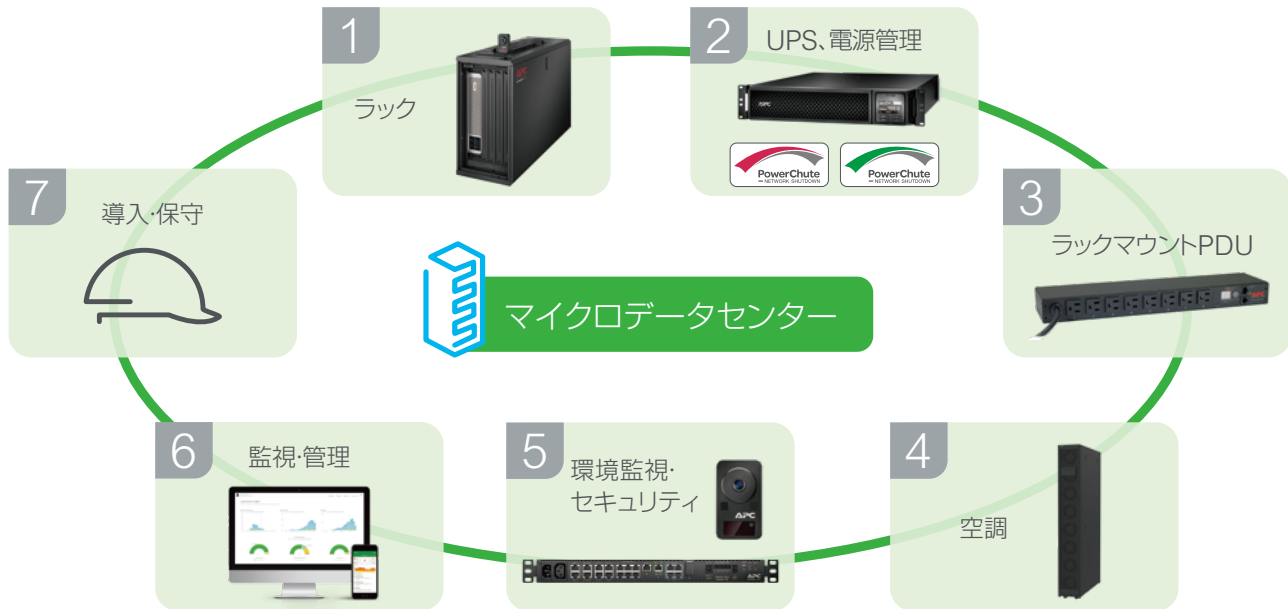 1
ラック
2
UPS、電源管理
APC
PowerChute
NETWORK SHUTDOWN
PowerChute
NETWORK SHUTDOWN
3
ラックマウントPDU
APC
マイクロデータセンター
7
導入・保守
6
監視・管理
5
環境監視・
セキュリティ
APC
APC
4
空調